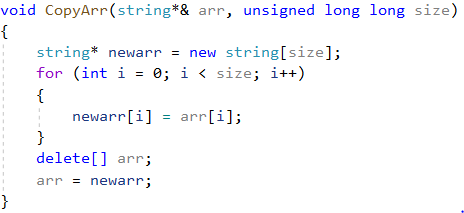 void CopyArr(string*& arr, unsigned long long size)
{
    string* newarr = new string[size];
    for (int i = 0; i < size; i++)
    {
        newarr[i] = arr[i];
    }
    delete[] arr;
    arr = newarr;
}
.